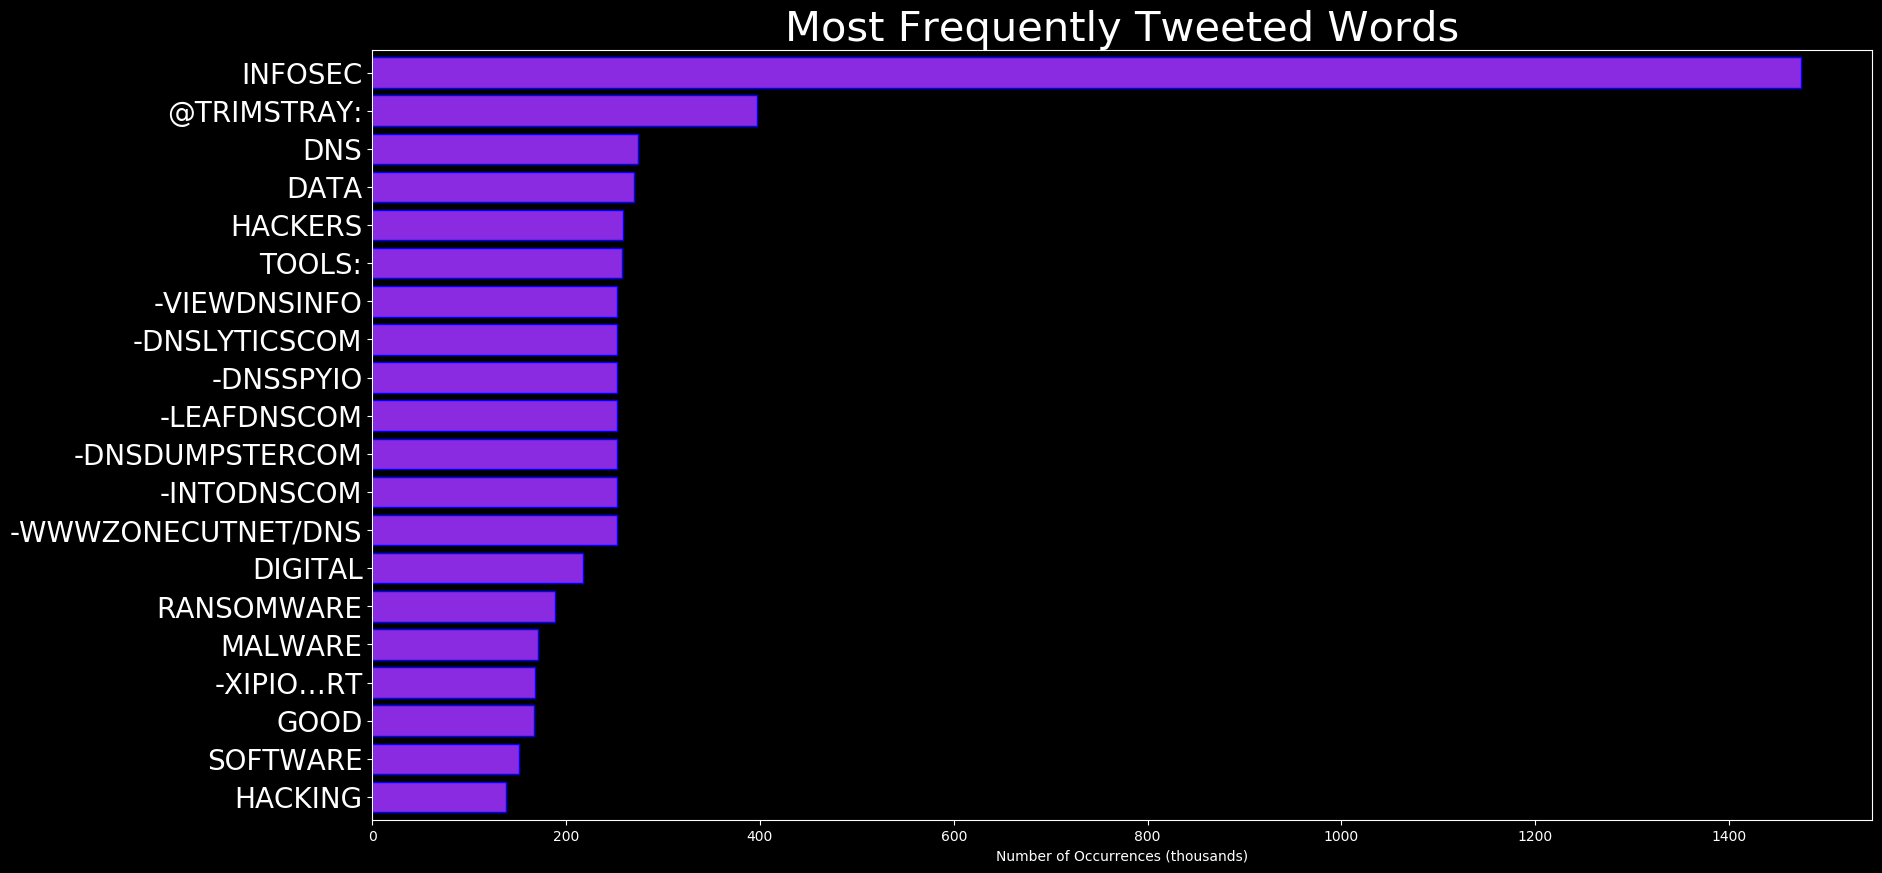 Most Frequently Tweeted Words
INFOSEC
@TRIMSTRAY:
DNS
DATA
HACKERS
TOOLS:
-VIEWDNSINFO
-DNSLYTICSCOM
-DNSSPYIO
-LEAFDNSCOM
-DNSDUMPSTERCOM
-INTODNSCOM
-WWWZONECUTNET/DNS
DIGITAL
RANSOMWARE
MALWARE
-XIPIO…RT
GOOD
SOFTWARE
HACKING
0 200 400 600 800 1000 1200 1400
Number of Occurrences (thousands)